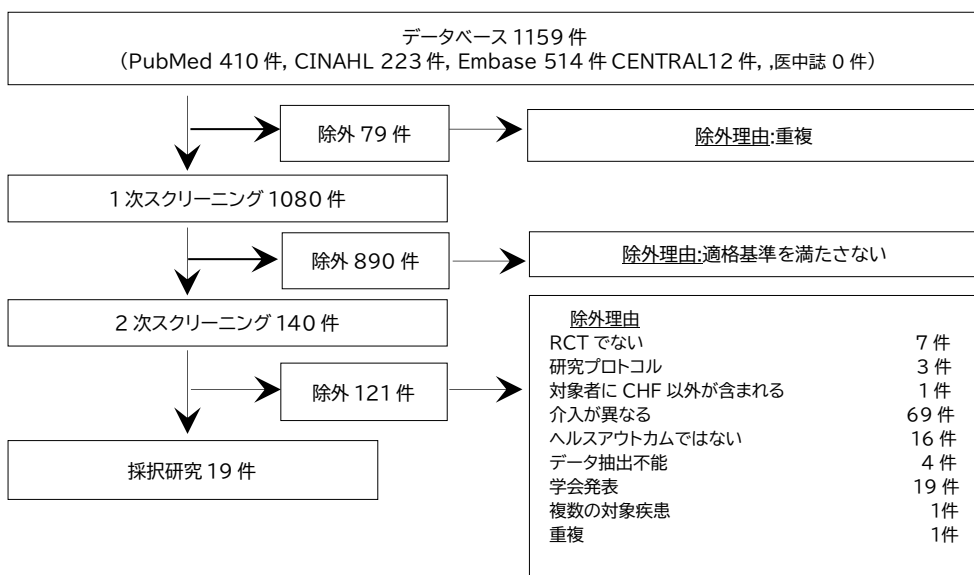 データベース 1159 件
（PubMed 410 件, CINAHL 223 件, Embase 514 件 CENTRAL12 件, ,医中誌 0 件）
除外 79 件
除外理由:重複
1 次スクリーニング 1080 件
除外 890 件
除外理由:適格基準を満たさない
2 次スクリーニング 140 件
除外 121 件
採択研究 19 件
除外理由
RCT でない 7 件
研究プロトコル 3 件
対象者に CHF 以外が含まれる 1 件
介入が異なる 69 件
ヘルスアウトカムではない 16 件
データ抽出不能 4 件
学会発表 19 件
複数の対象疾患 1件
重複 1件